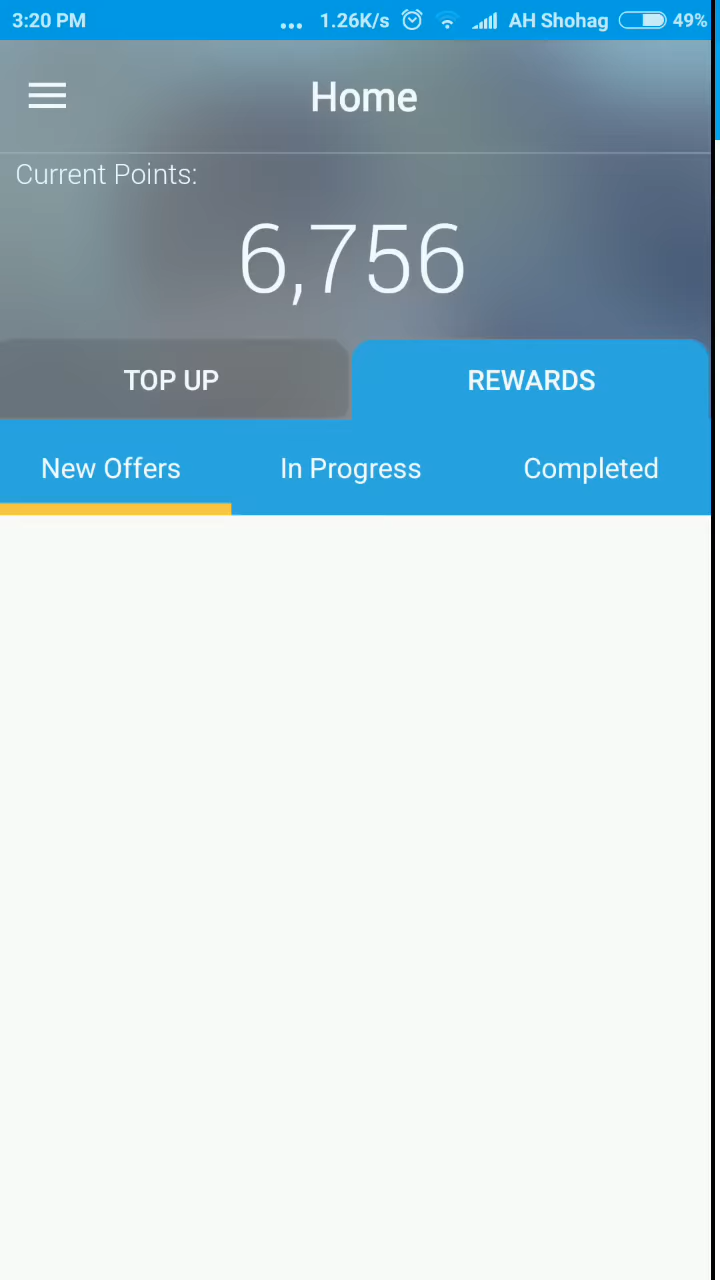 3:20 PM ... 1.26K/s AH Shohag 49%
Home
Current Points:
6,756
TOP UP REWARDS
New Offers In Progress Completed